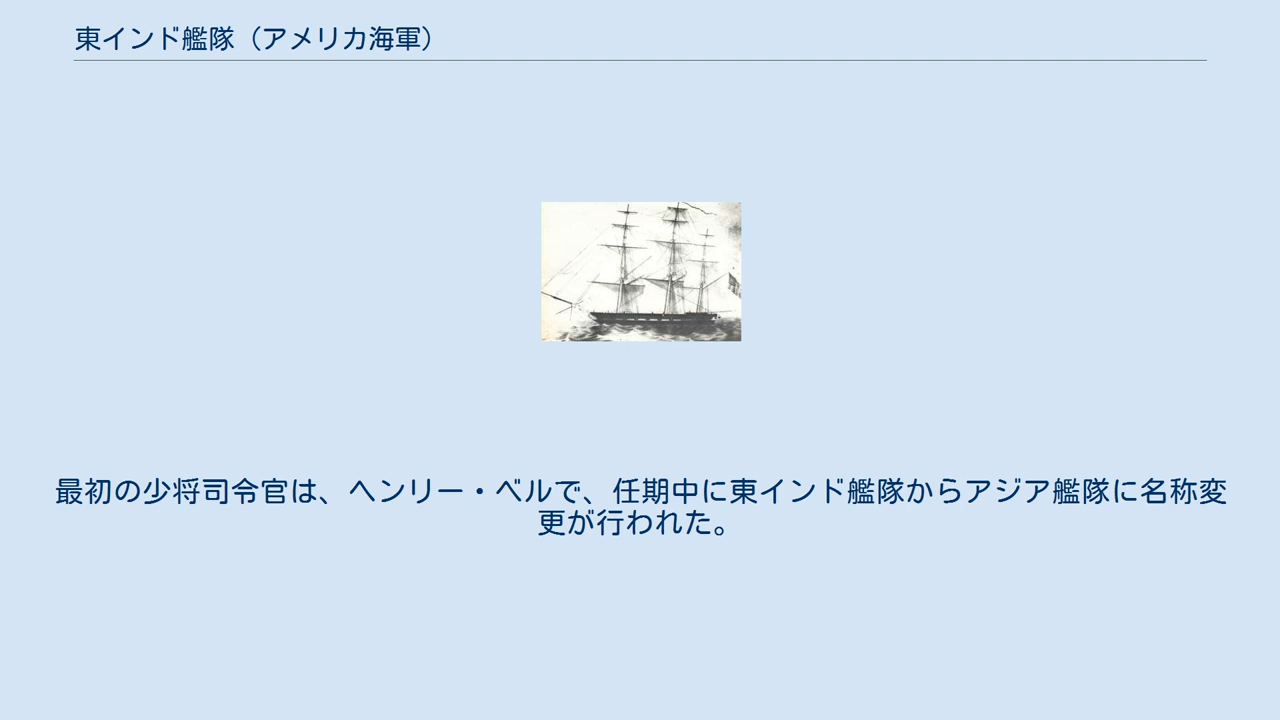 東インド艦隊（アメリカ海軍）
最初の少将司令官は、ヘンリー・ベルで、任期中に東インド艦隊からアジア艦隊に名称変
更が行われた。